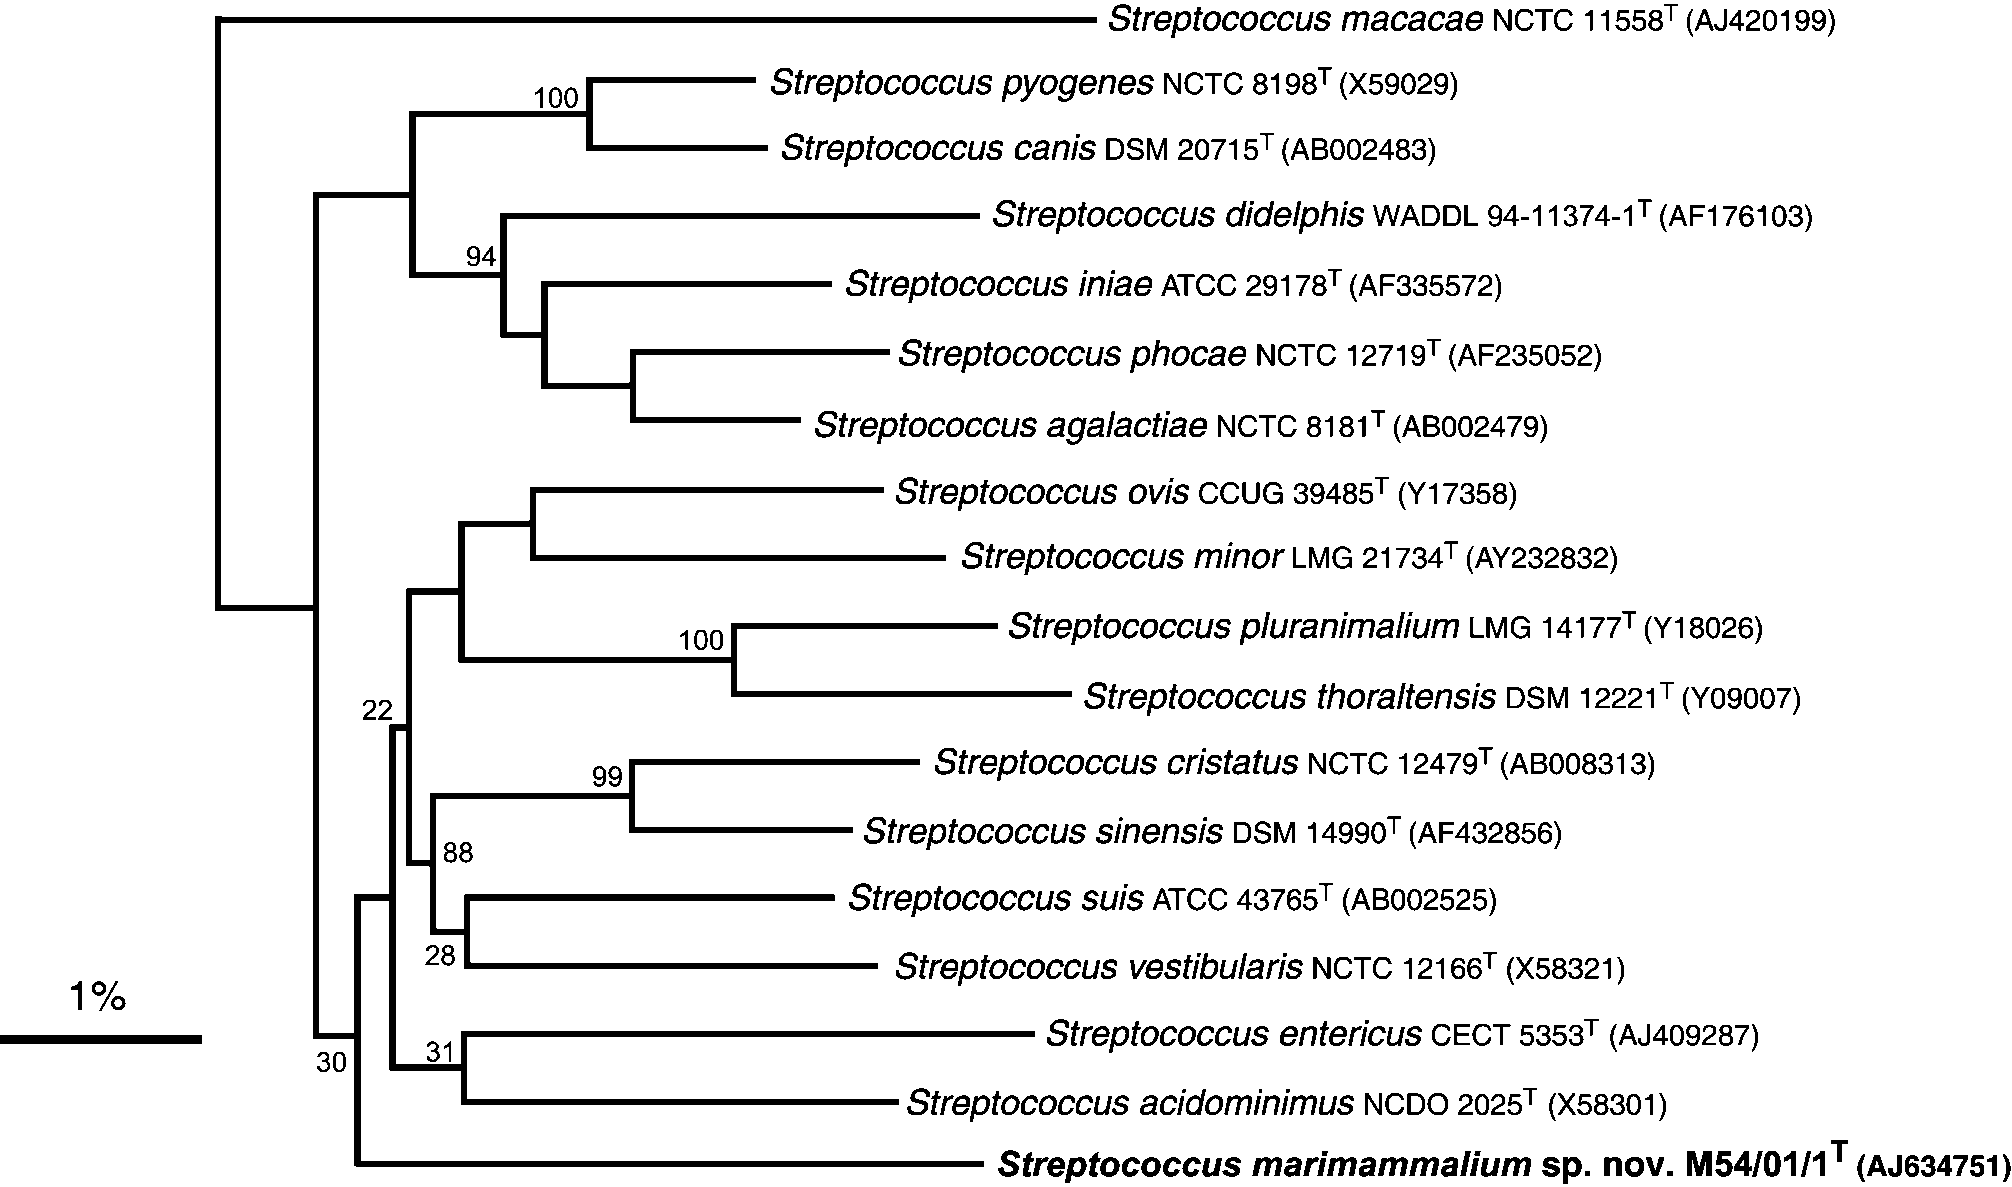 Streptococcus macacae NCTC 11558T (AJ420199)
Streptococcus pyogenes NCTC 8198T (X59029)
100
Streptococcus canis DSM 20715T (AB002483)
Streptococcus didelphis WADDL 94-11374-1T (AF176103)
94
Streptococcus iniae ATCC 29178T (AF335572)
Streptococcus phocae NCTC 12719T (AF235052)
Streptococcus agalactiae NCTC 8181T (AB002479)
Streptococcus ovis CCUG 39485T (Y17358)
Streptococcus minor LMG 21734T (AY232832)
Streptococcus pluranimalium LMG 14177T (Y18026)
100
Streptococcus thoraltensis DSM 12221T (Y09007)
22
Streptococcus cristatus NCTC 12479T (AB008313)
99
Streptococcus sinensis DSM 14990T (AF432856)
88
Streptococcus suis ATCC 43765T (AB002525)
28
Streptococcus vestibularis NCTC 12166T (X58321)
1%
Streptococcus entericus CECT 5353T (AJ409287)
31
30
Streptococcus acidominimus NCDO 2025T (X58301)
Streptococcus marimammalium sp. nov. M54/01/1T (AJ634751)